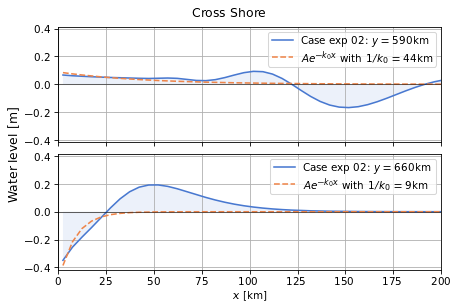 Cross Shore
Water level [m]
0.4
0.2
0.0
−0.2
−0.4
Case exp 02: y = 590km
Ae^{−k₀x} with 1/k₀ = 44km
0.4
0.2
0.0
−0.2
−0.4
Case exp 02: y = 660km
Ae^{−k₀x} with 1/k₀ = 9km
0 25 50 75 100 125 150 175 200
x [km]